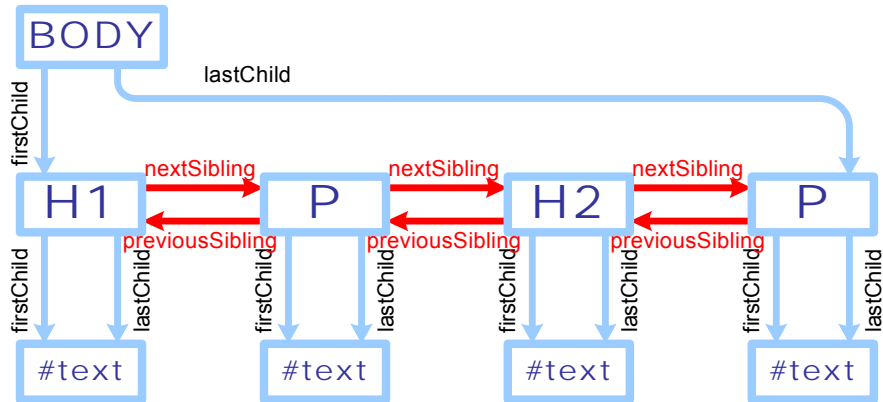 BODY
lastChild
firstChild
nextSibling nextSibling nextSibling
H1 P H2 P
previousSibling previousSibling previousSibling
firstChild lastChild firstChild lastChild firstChild lastChild firstChild lastChild
#text #text #text #text